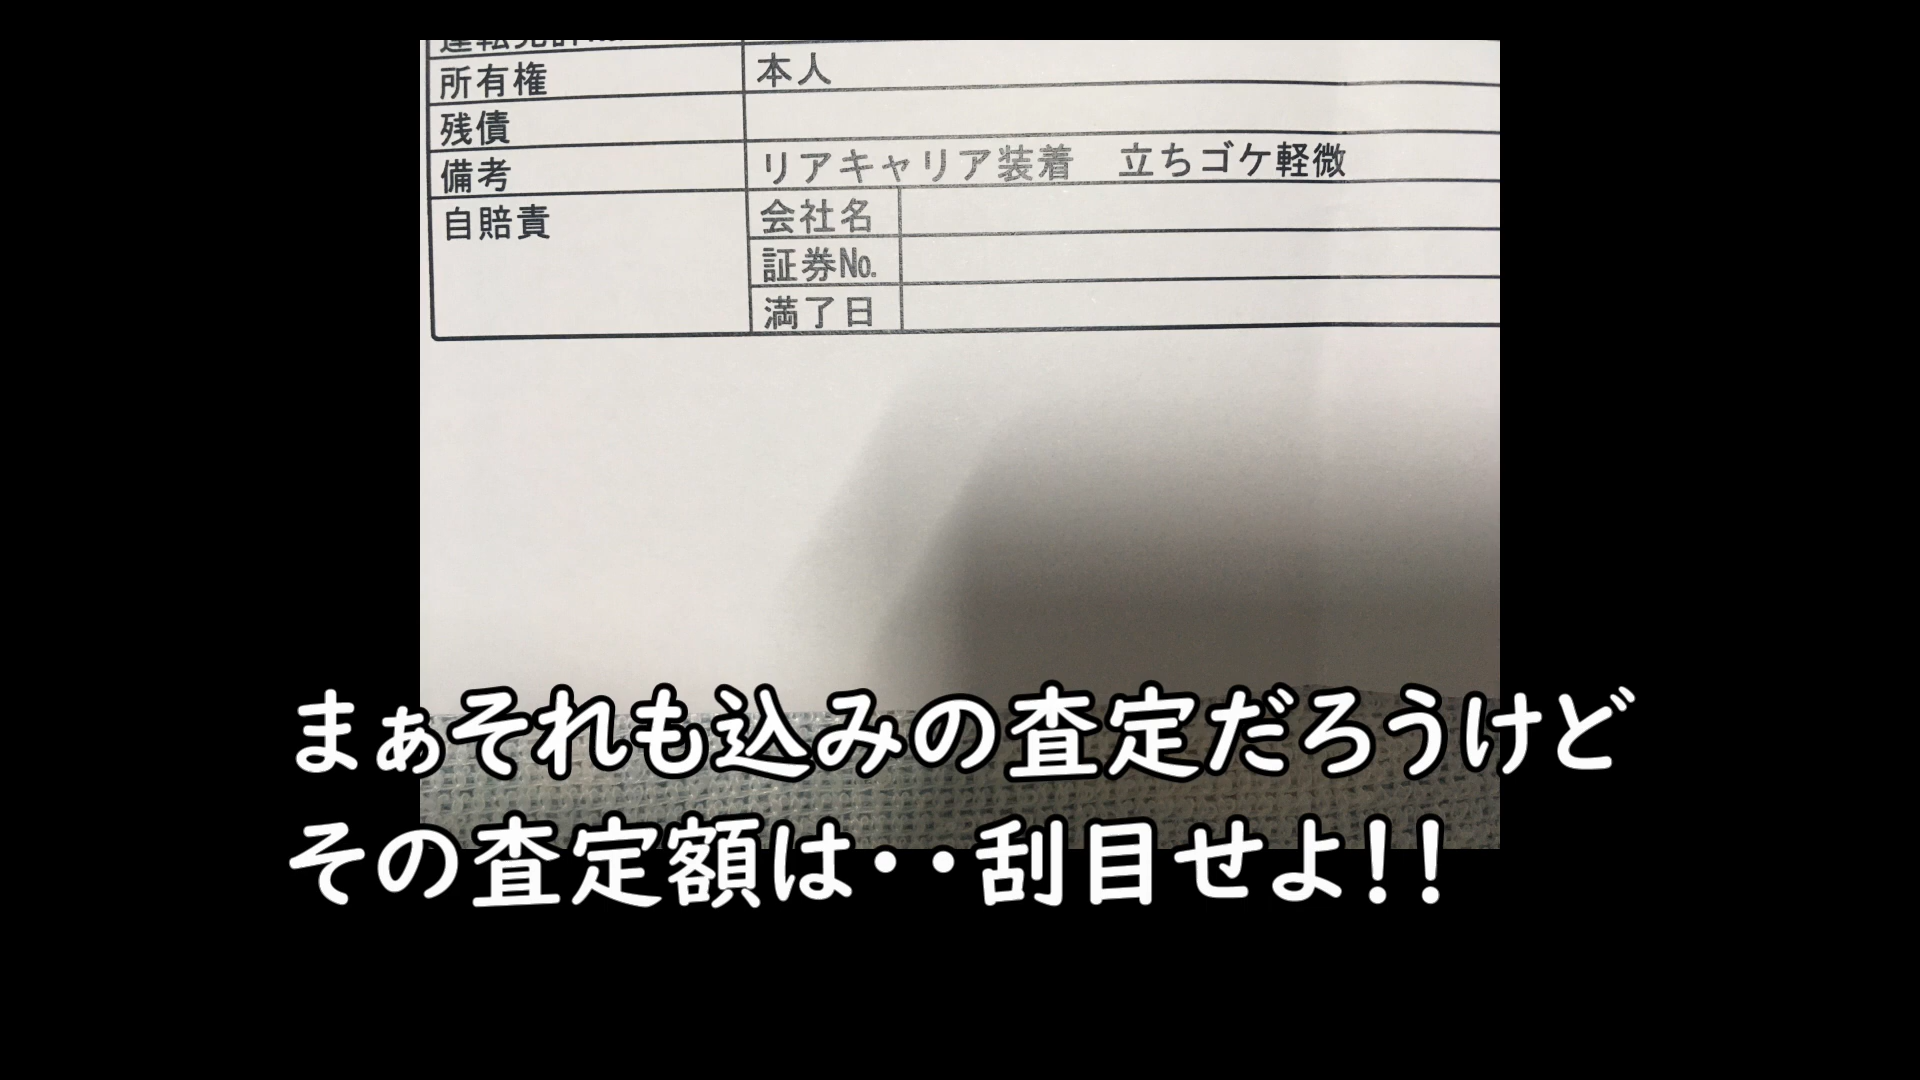 所有権 本人
残債
備考 リアキャリア装着 立ちゴケ軽微
自賠責 会社名
証券№.
満了日
まぁそれも込みの査定だろうけど
その査定額は・・刮目せよ!!